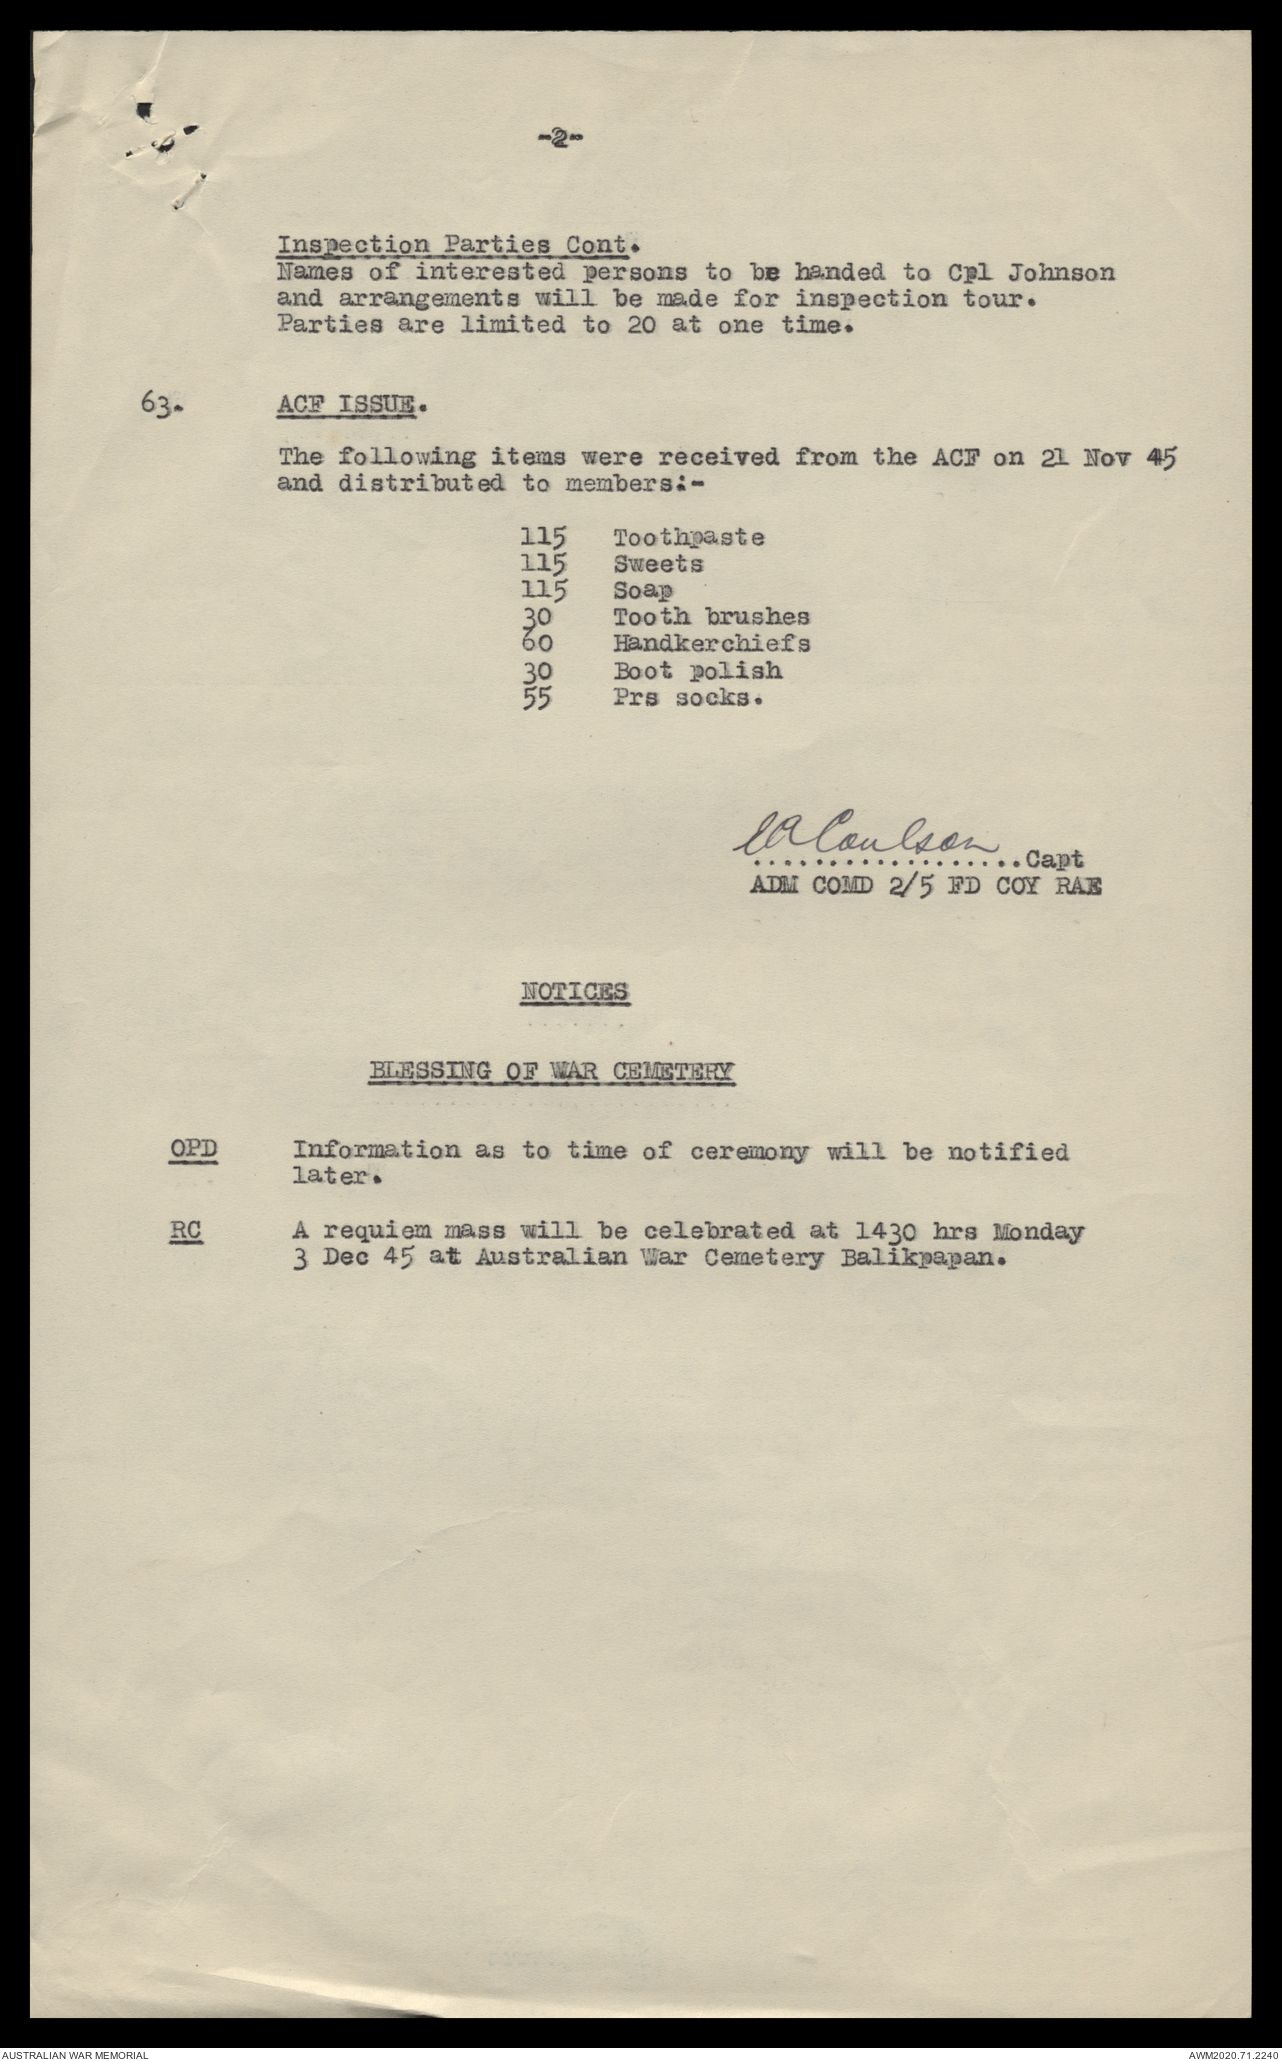 -2-
Inspection Parties Cont.
Names of interested persons to be handed to Cpl Johnson
and arrangements will be made for inspection tour.
Parties are limited to 20 at one time.
63. ACF ISSUE.
The following items were received from the ACF on 21 Nov 45
and distributed to members:-
115 Toothpaste
115 Sweets
115 Soap
30 Tooth brushes
60 Handkerchiefs
30 Boot polish
55 Prs socks.
Coulson
..................Capt
ADM COMD 2/5 FD COY RAE
NOTICES
BLESSING OF WAR CEMETERY
OPD Information as to time of ceremony will be notified
later.
RC A requiem mass will be celebrated at 1430 hrs Monday
3 Dec 45 at Australian War Cemetery Balikpapan.
AUSTRALIAN WAR MEMORIAL
AWM2020.71.2240